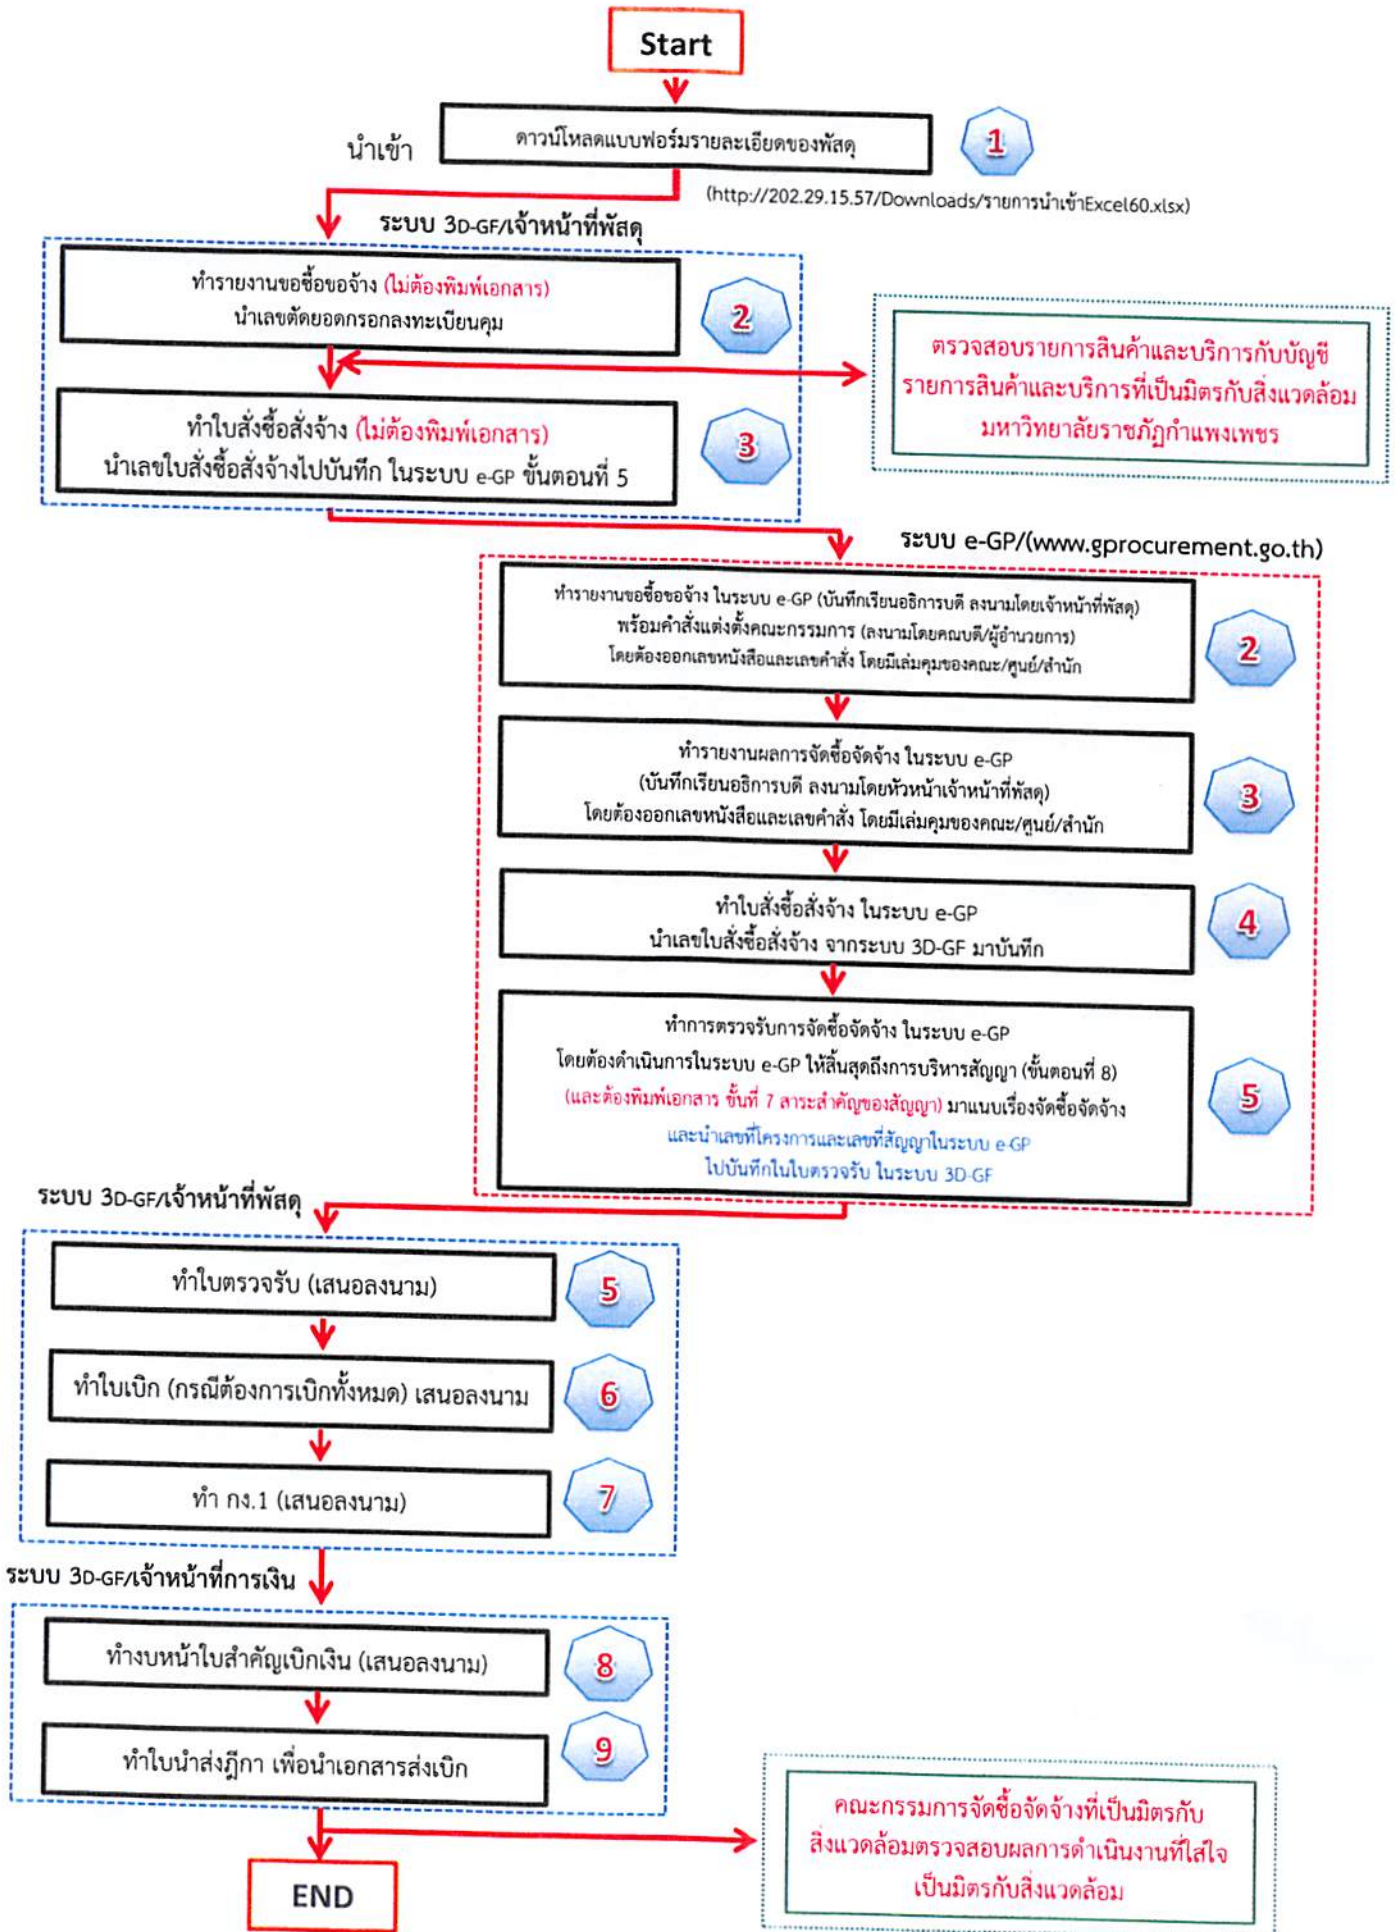 Start
นำเข้า
ดาวน์โหลดแบบฟอร์มรายละเอียดของพัสดุ
1
(http://202.29.15.57/Downloads/รายการนำเข้าExcel60.xlsx)
ระบบ 3D-GF/เจ้าหน้าที่พัสดุ
ทำรายงานขอซื้อขอจ้าง (ไม่ต้องพิมพ์เอกสาร)
นำเลขตัดยอดกรอกลงทะเบียนคุม
2
ตรวจสอบรายการสินค้าและบริการกับบัญชี
รายการสินค้าและบริการที่เป็นมิตรกับสิ่งแวดล้อม
มหาวิทยาลัยราชภัฏกำแพงเพชร
ทำใบสั่งซื้อสั่งจ้าง (ไม่ต้องพิมพ์เอกสาร)
นำเลขใบสั่งซื้อสั่งจ้างไปบันทึก ในระบบ e-GP ขั้นตอนที่ 5
3
ระบบ e-GP/(www.gprocurement.go.th)
ทำรายงานขอซื้อขอจ้าง ในระบบ e-GP (บันทึกเรียนอธิการบดี ลงนามโดยเจ้าหน้าที่พัสดุ)
พร้อมคำสั่งแต่งตั้งคณะกรรมการ (ลงนามโดยคณบดี/ผู้อำนวยการ)
โดยต้องออกเลขหนังสือและเลขคำสั่ง โดยมีเล่มคุมของคณะ/ศูนย์/สำนัก
2
ทำรายงานผลการจัดซื้อจัดจ้าง ในระบบ e-GP
(บันทึกเรียนอธิการบดี ลงนามโดยหัวหน้าเจ้าหน้าที่พัสดุ)
โดยต้องออกเลขหนังสือและเลขคำสั่ง โดยมีเล่มคุมของคณะ/ศูนย์/สำนัก
3
ทำใบสั่งซื้อสั่งจ้าง ในระบบ e-GP
นำเลขใบสั่งซื้อสั่งจ้าง จากระบบ 3D-GF มาบันทึก
4
ทำการตรวจรับการจัดซื้อจัดจ้าง ในระบบ e-GP
โดยต้องดำเนินการในระบบ e-GP ให้สิ้นสุดถึงการบริหารสัญญา (ขั้นตอนที่ 8)
(และต้องพิมพ์เอกสาร ขั้นที่ 7 สาระสำคัญของสัญญา) มาแนบเรื่องจัดซื้อจัดจ้าง
และนำเลขที่โครงการและเลขที่สัญญาในระบบ e-GP
ไปบันทึกในใบตรวจรับ ในระบบ 3D-GF
5
ระบบ 3D-GF/เจ้าหน้าที่พัสดุ
ทำใบตรวจรับ (เสนอลงนาม)
5
ทำใบเบิก (กรณีต้องการเบิกทั้งหมด) เสนอลงนาม
6
ทำ กง.1 (เสนอลงนาม)
7
ระบบ 3D-GF/เจ้าหน้าที่การเงิน
ทำงบหน้าใบสำคัญเบิกเงิน (เสนอลงนาม)
8
ทำใบนำส่งฎีกา เพื่อนำเอกสารส่งเบิก
9
คณะกรรมการจัดซื้อจัดจ้างที่เป็นมิตรกับ
สิ่งแวดล้อมตรวจสอบผลการดำเนินงานที่ใส่ใจ
เป็นมิตรกับสิ่งแวดล้อม
END